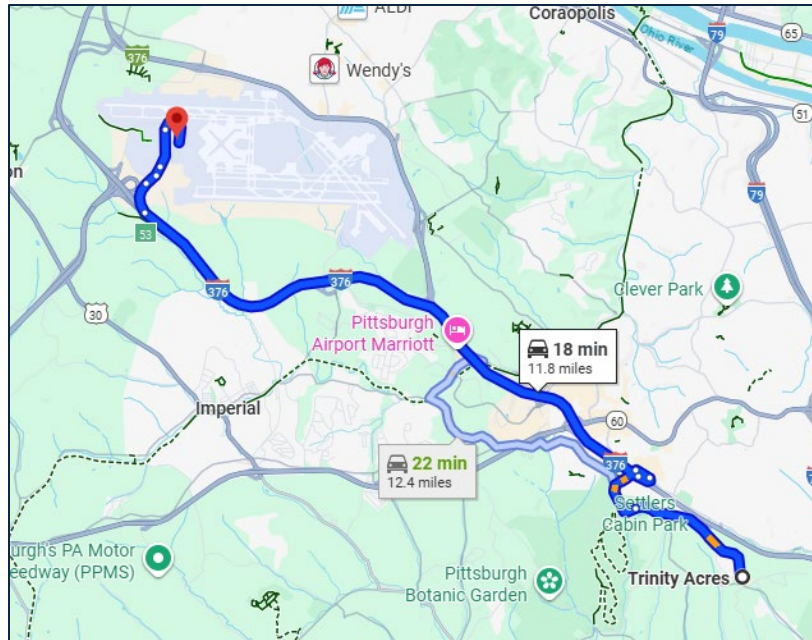 ALDI
Coraopolis
65
79
376
Ohio River
Wendy's
51
79
53
376
376
Clever Park
30
Pittsburgh
Airport Marriott
18 min
11.8 miles
Imperial
60
22 min
12.4 miles
376
Settlers
Cabin Park
urgh's PA Motor
eedway (PPMS)
Pittsburgh
Botanic Garden
Trinity Acres
on